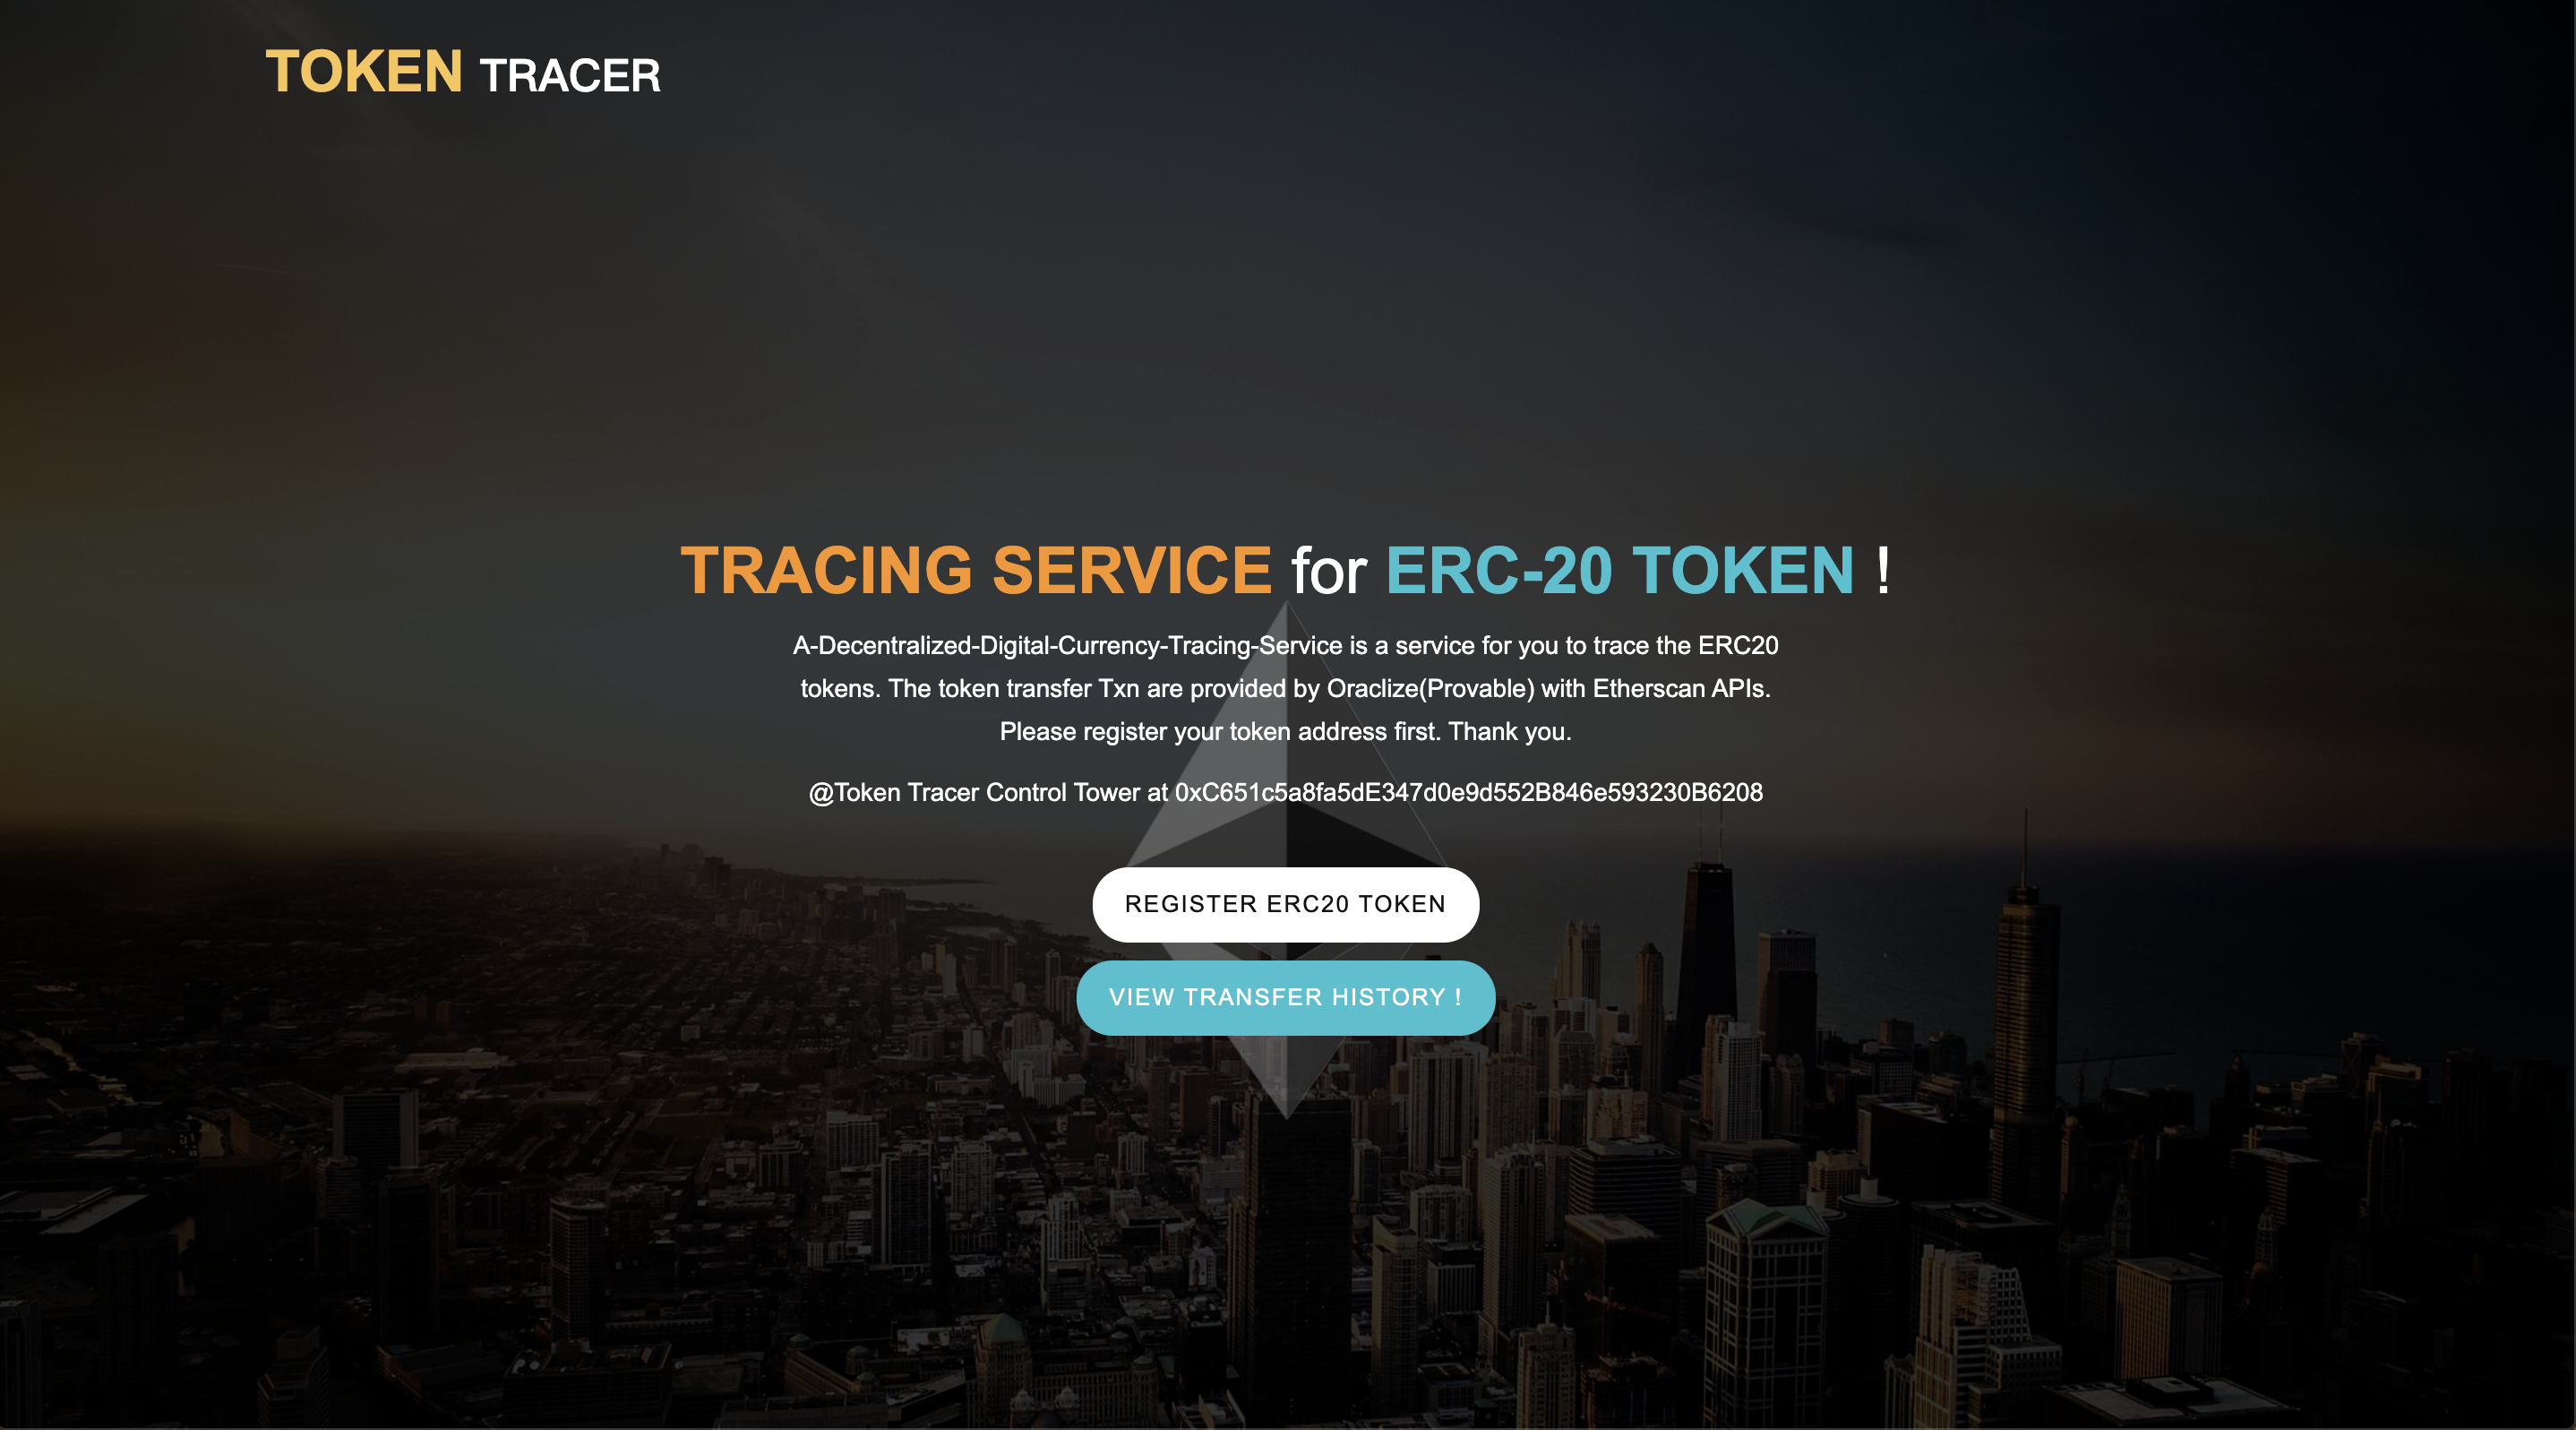 TOKEN TRACER
TRACING SERVICE for ERC-20 TOKEN !
A-Decentralized-Digital-Currency-Tracing-Service is a service for you to trace the ERC20
tokens. The token transfer Txn are provided by Oraclize(Provable) with Etherscan APIs.
Please register your token address first. Thank you.
@Token Tracer Control Tower at 0xC651c5a8fa5dE347d0e9d552B846e593230B6208
REGISTER ERC20 TOKEN
VIEW TRANSFER HISTORY !